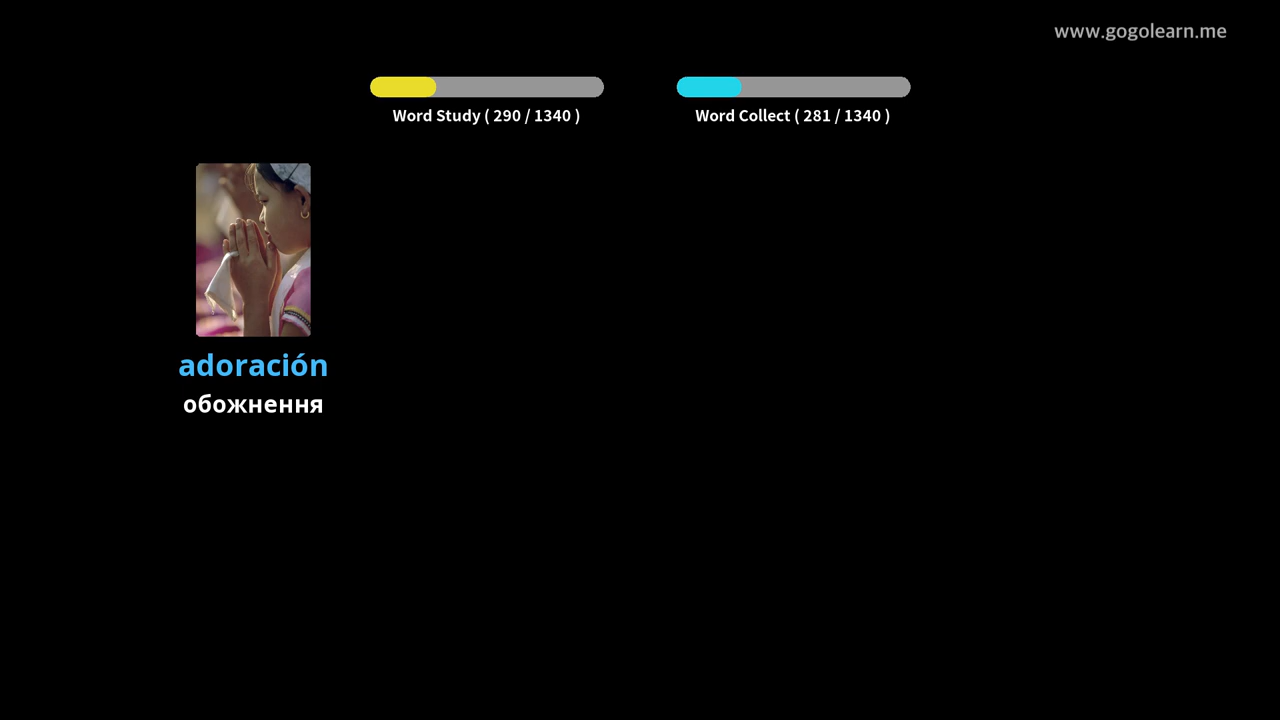 www.gogolearn.me
Word Study ( 290 / 1340 )
Word Collect ( 281 / 1340 )
adoración
обожнення